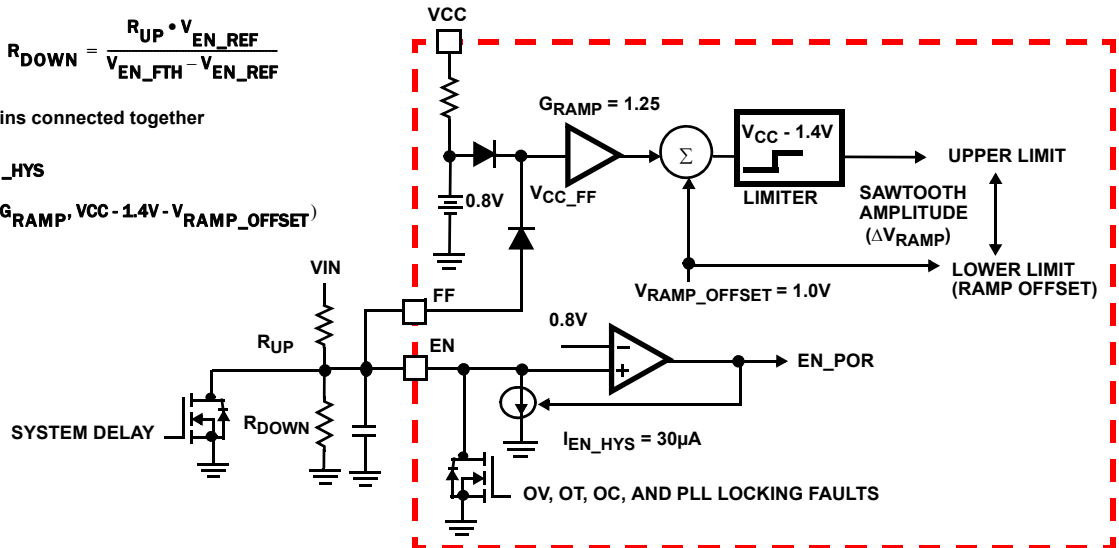 R_DOWN = R_UP • V_EN_REF / V_EN_FTH – V_EN_REF
ins connected together
_HYS
G_RAMP, VCC - 1.4V - V_RAMP_OFFSET)
VCC
G_RAMP = 1.25
Σ
V_CC - 1.4V
LIMITER
UPPER LIMIT
0.8V
V_CC_FF
SAWTOOTH
AMPLITUDE
(ΔV_RAMP)
LOWER LIMIT
(RAMP OFFSET)
V_RAMP_OFFSET = 1.0V
VIN
FF
0.8V
R_UP
EN
−
+
EN_POR
SYSTEM DELAY
R_DOWN
I_EN_HYS = 30µA
OV, OT, OC, AND PLL LOCKING FAULTS